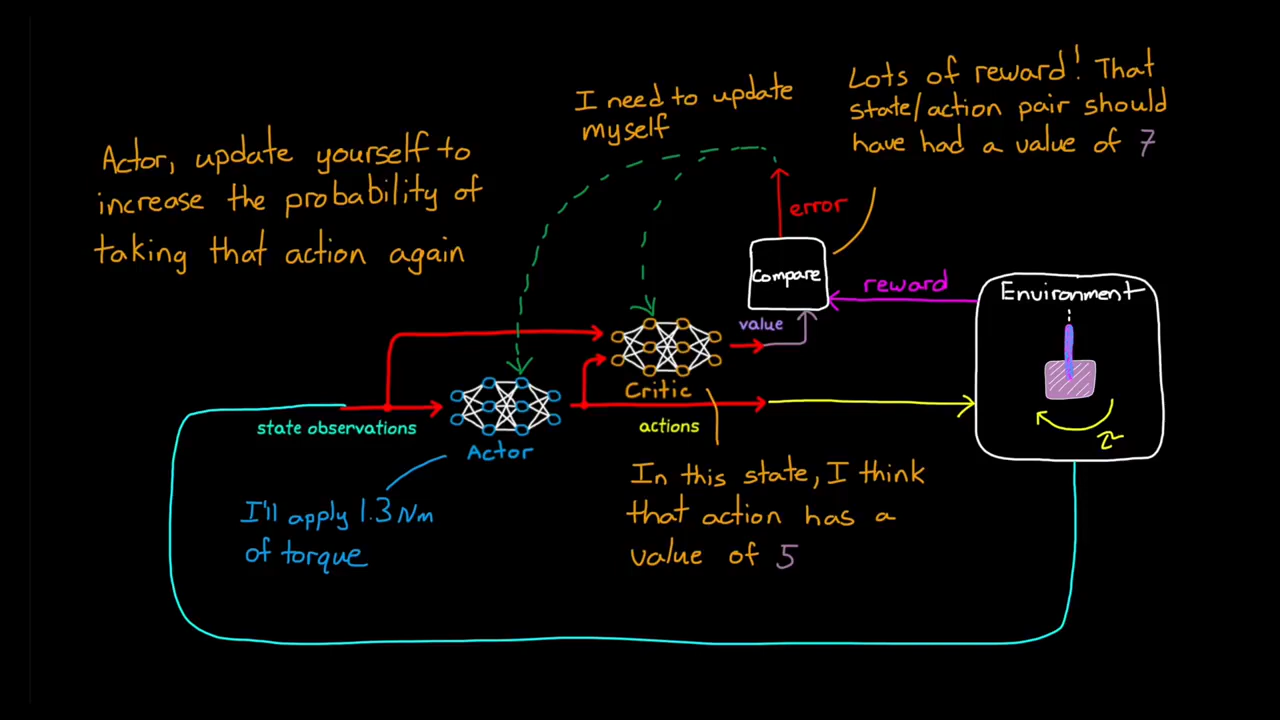 Lots of reward! That
state/action pair should
have had a value of 7
I need to update
myself
Actor, update yourself to
increase the probability of
taking that action again
error
Compare
reward
Environment
value
Critic
state observations
actions
Actor
I'll apply 1.3 Nm
of torque
In this state, I think
that action has a
value of 5